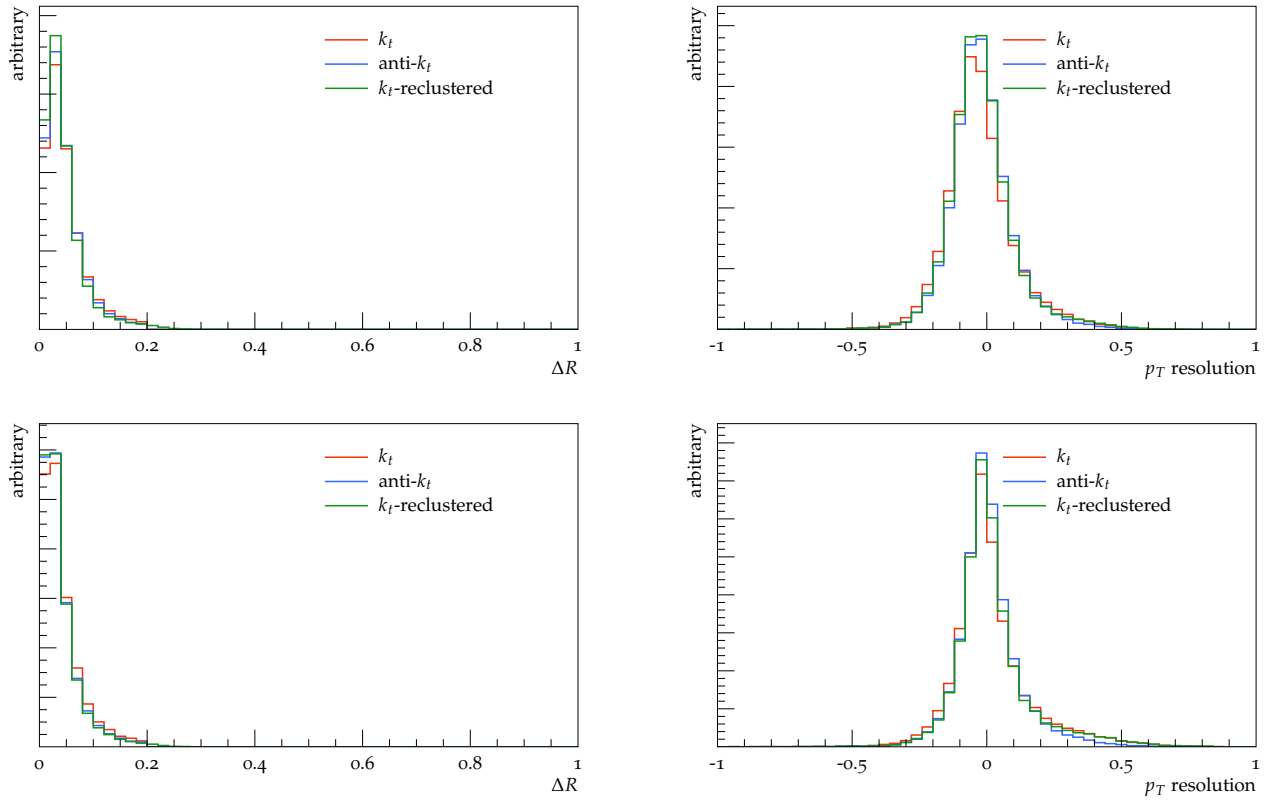 arbitrary
k_t
anti-k_t
k_t-reclustered
0 0.2 0.4 0.6 0.8 1
ΔR
arbitrary
k_t
anti-k_t
k_t-reclustered
-1 -0.5 0 0.5 1
p_T resolution
arbitrary
k_t
anti-k_t
k_t-reclustered
0 0.2 0.4 0.6 0.8 1
ΔR
arbitrary
k_t
anti-k_t
k_t-reclustered
-1 -0.5 0 0.5 1
p_T resolution